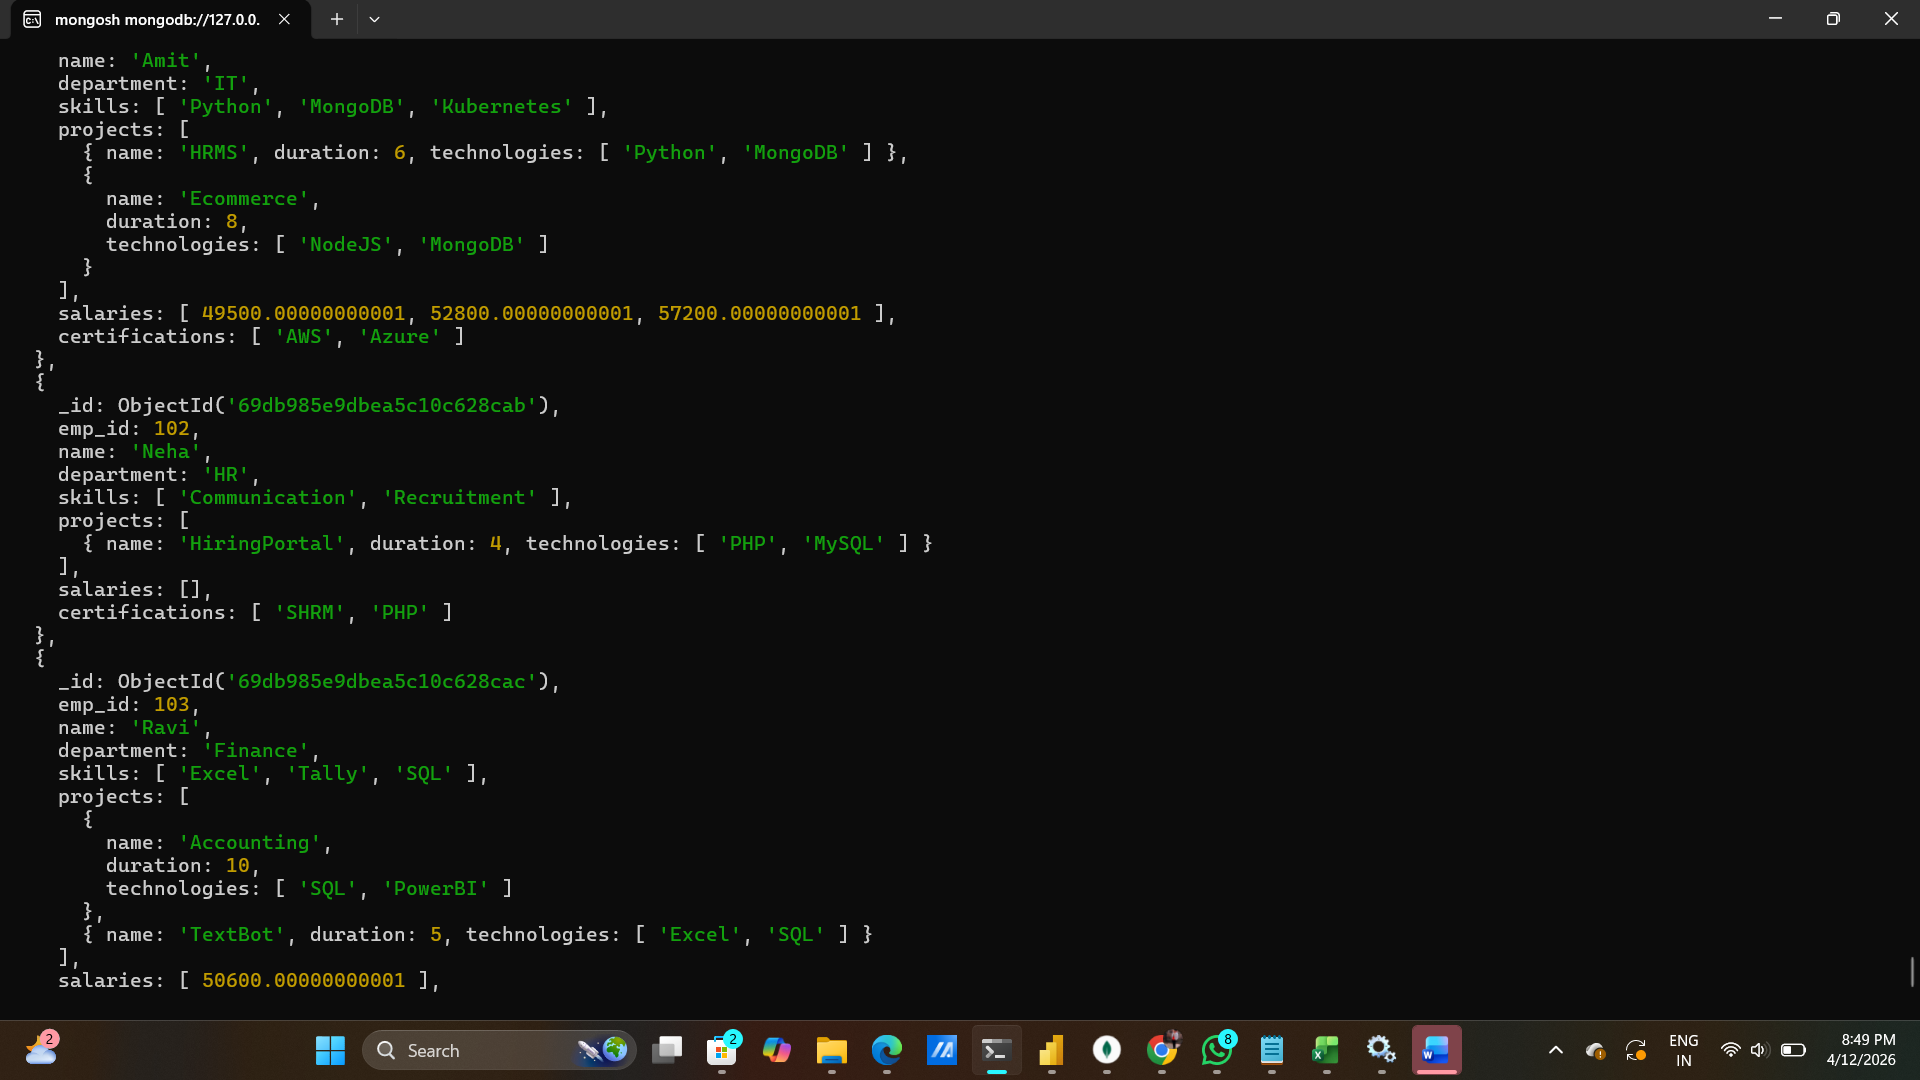 mongosh mongodb://127.0.0.
name: 'Amit',
department: 'IT',
skills: [ 'Python', 'MongoDB', 'Kubernetes' ],
projects: [
{ name: 'HRMS', duration: 6, technologies: [ 'Python', 'MongoDB' ] },
{
name: 'Ecommerce',
duration: 8,
technologies: [ 'NodeJS', 'MongoDB' ]
}
],
salaries: [ 49500.00000000001, 52800.00000000001, 57200.00000000001 ],
certifications: [ 'AWS', 'Azure' ]
},
{
_id: ObjectId('69db985e9dbea5c10c628cab'),
emp_id: 102,
name: 'Neha',
department: 'HR',
skills: [ 'Communication', 'Recruitment' ],
projects: [
{ name: 'HiringPortal', duration: 4, technologies: [ 'PHP', 'MySQL' ] }
],
salaries: [],
certifications: [ 'SHRM', 'PHP' ]
},
{
_id: ObjectId('69db985e9dbea5c10c628cac'),
emp_id: 103,
name: 'Ravi',
department: 'Finance',
skills: [ 'Excel', 'Tally', 'SQL' ],
projects: [
{
name: 'Accounting',
duration: 10,
technologies: [ 'SQL', 'PowerBI' ]
},
{ name: 'TextBot', duration: 5, technologies: [ 'Excel', 'SQL' ] }
],
salaries: [ 50600.00000000001 ],
2
Search
2
8
ENG
IN
8:49 PM
4/12/2026